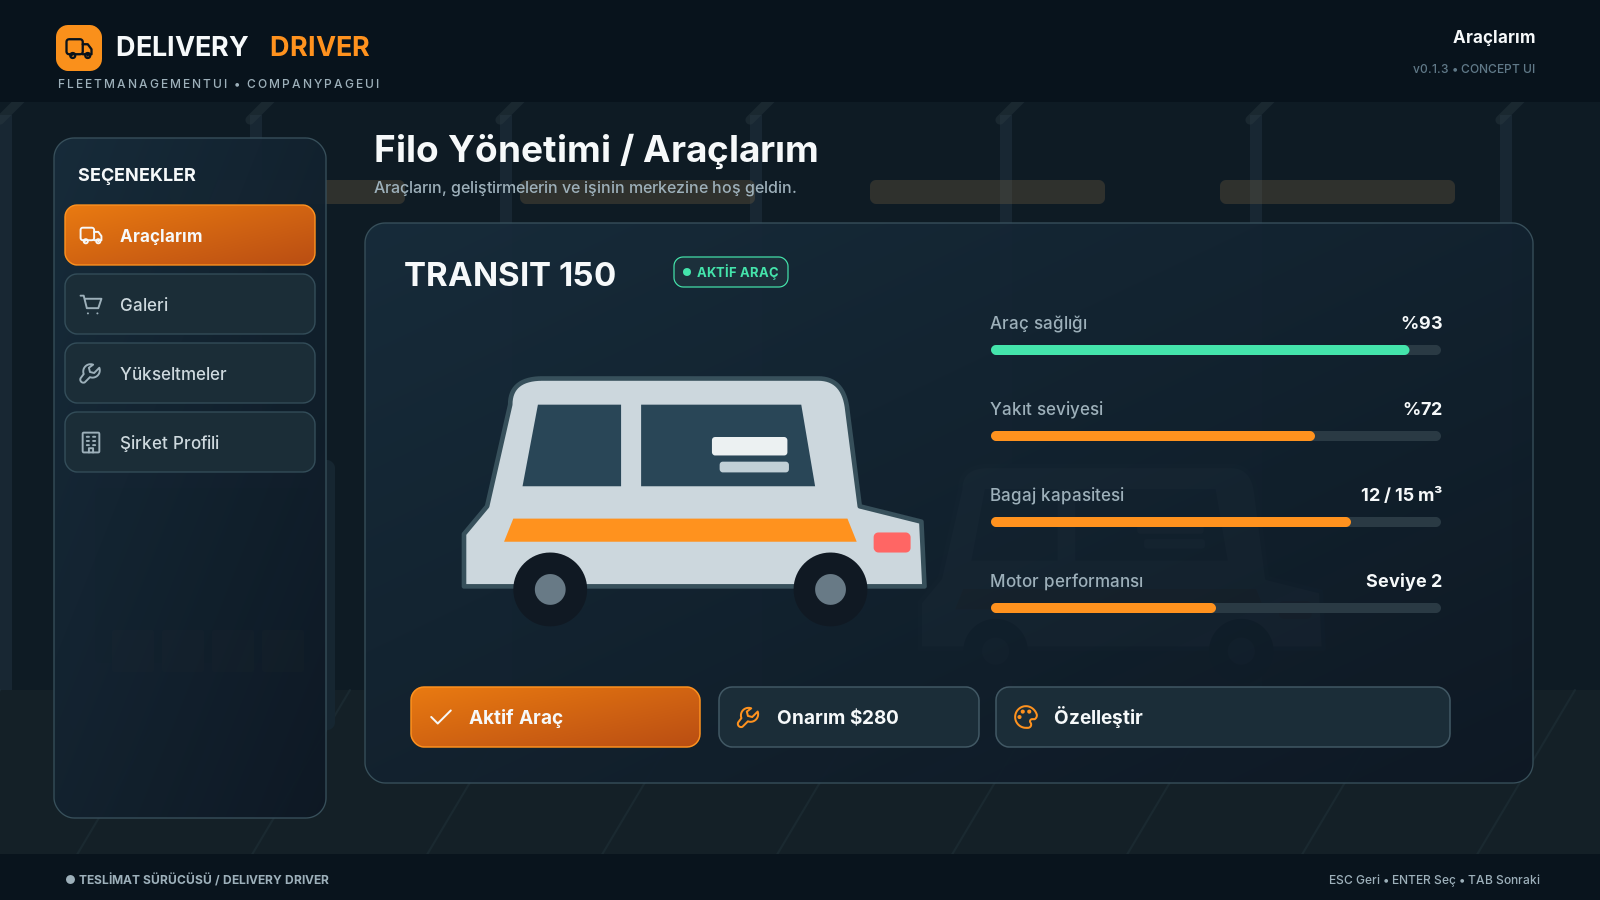 DELIVERY DRIVER
FLEETMANAGEMENTUI • COMPANYPAGEUI
Araçlarım
v0.1.3 • CONCEPT UI
SEÇENEKLER
Araçlarım
Galeri
Yükseltmeler
Şirket Profili
Filo Yönetimi / Araçlarım
Araçların, geliştirmelerin ve işinin merkezine hoş geldin.
TRANSIT 150
AKTİF ARAÇ
Araç sağlığı %93
Yakıt seviyesi %72
Bagaj kapasitesi 12 / 15 m³
Motor performansı Seviye 2
Aktif Araç
Onarım $280
Özelleştir
TESLİMAT SÜRÜCÜSÜ / DELIVERY DRIVER
ESC Geri • ENTER Seç • TAB Sonraki